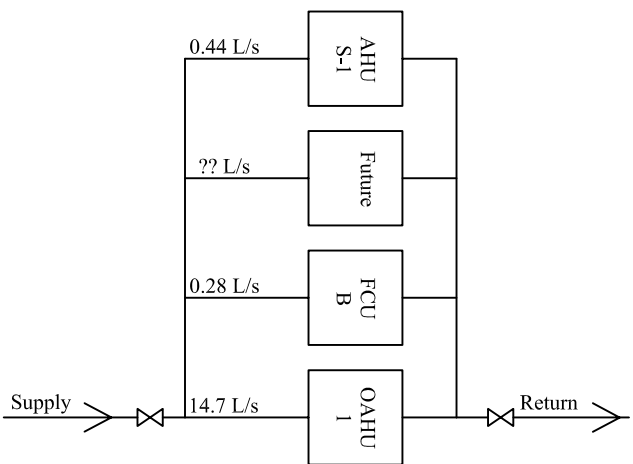 0.44 L/s
AHU
S-1
?? L/s
Future
0.28 L/s
FCU
B
Supply
14.7 L/s
OAHU
1
Return